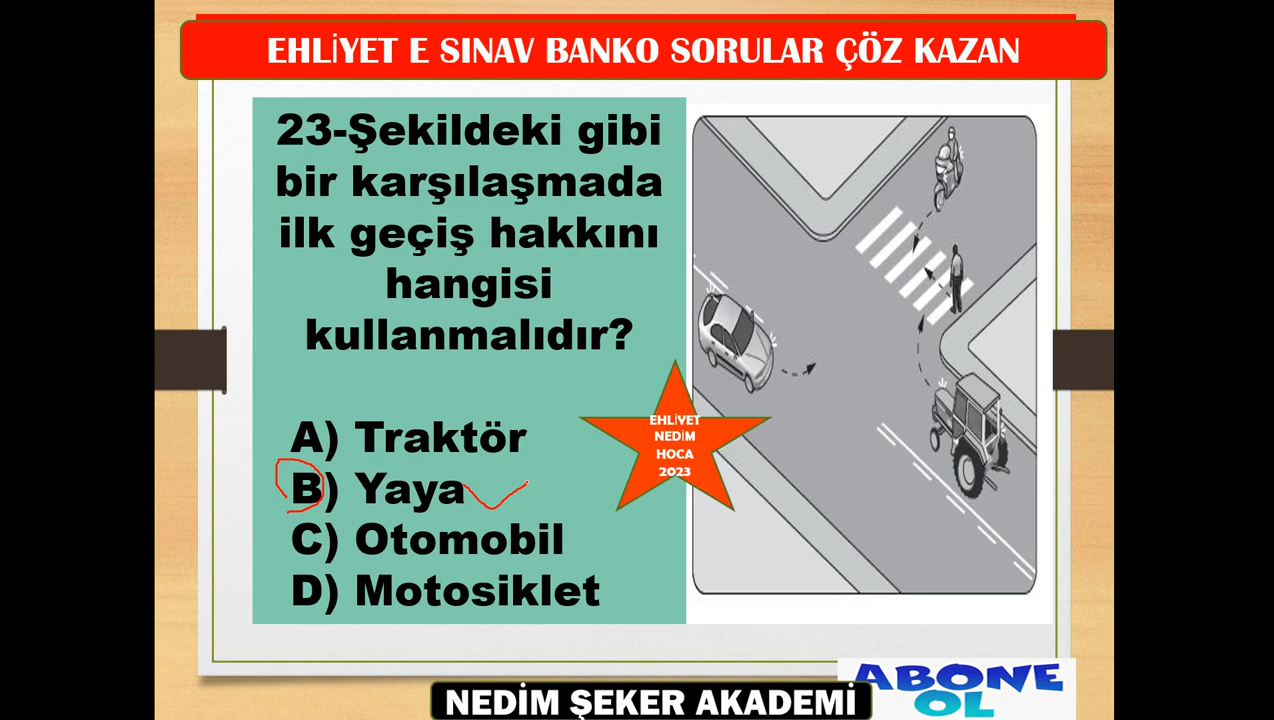 EHLİYET E SINAV BANKO SORULAR ÇÖZ KAZAN
23-Şekildeki gibi
bir karşılaşmada
ilk geçiş hakkını
hangisi
kullanmalıdır?
A) Traktör
B) Yaya
C) Otomobil
D) Motosiklet
EHLİYET
NEDİM
HOCA
2023
ABONE
OL
NEDİM ŞEKER AKADEMİ